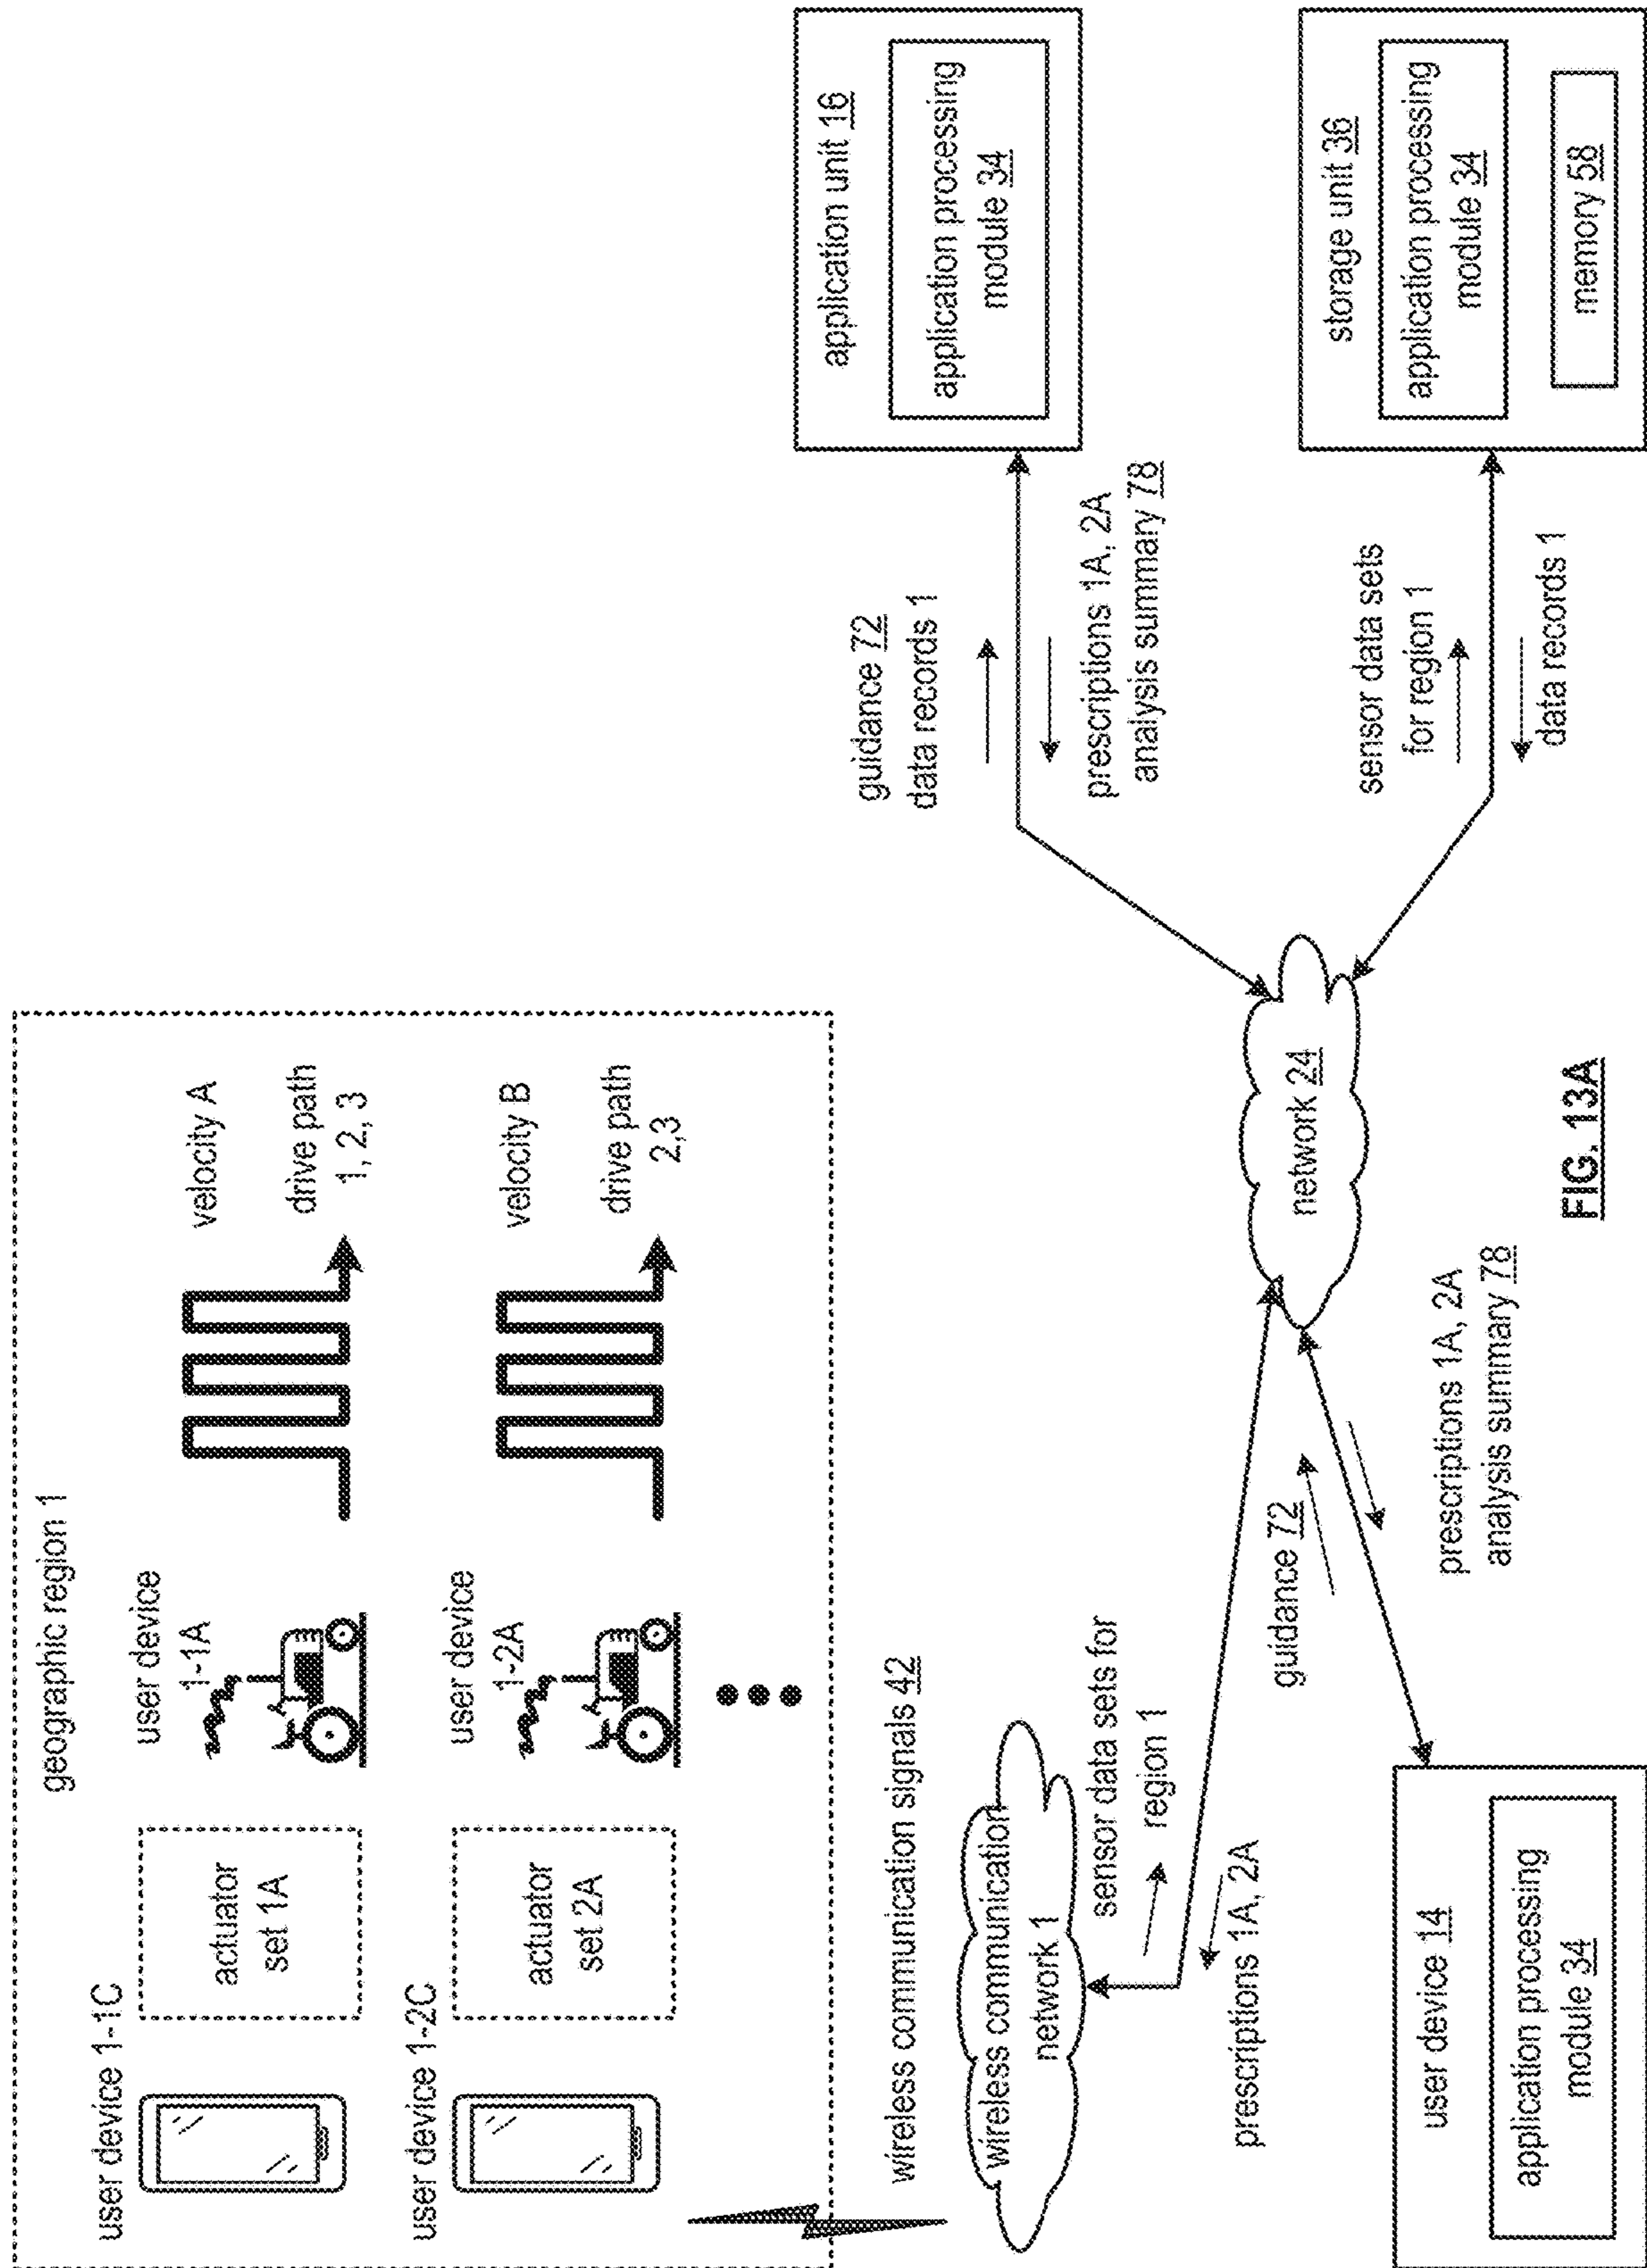 geographic region 1
user device 1-1C
actuator
set 1A
user device
1-1A
velocity A
drive path
1, 2, 3
user device 1-2C
actuator
set 2A
user device
1-2A
velocity B
drive path
2,3
wireless communication signals 42
wireless communication
network 1
sensor data sets for
region 1
prescriptions 1A, 2A
guidance 72
prescriptions 1A, 2A
analysis summary 78
user device 14
application processing
module 34
network 24
guidance 72
data records 1
prescriptions 1A, 2A
analysis summary 78
application unit 16
application processing
module 34
sensor data sets
for region 1
data records 1
storage unit 36
application processing
module 34
memory 58
FIG. 13A